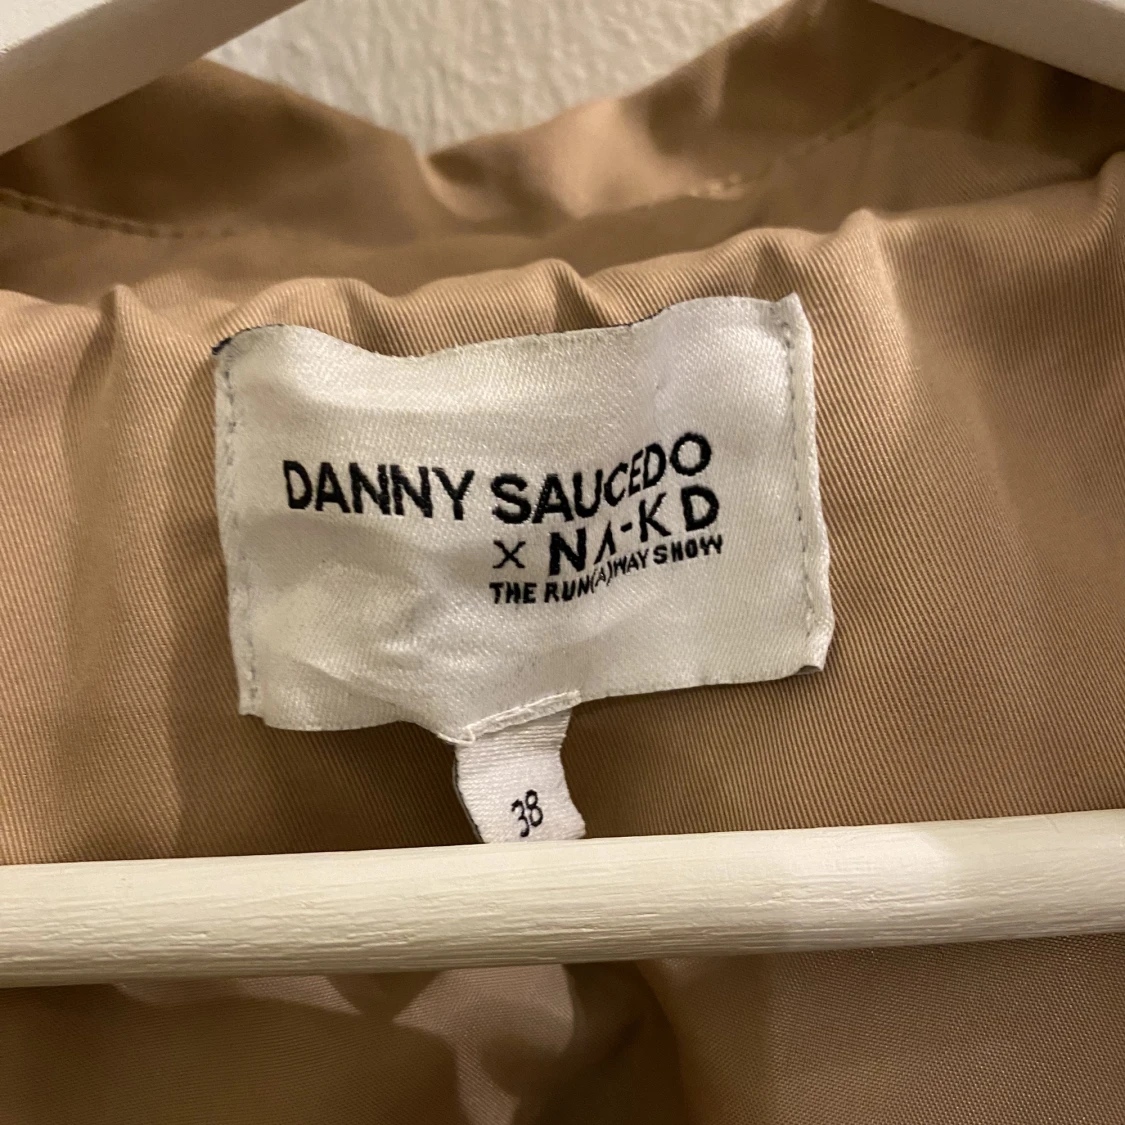 DANNY SAUCEDO
× NA-KD
THE RUN(A)WAY SHOW
38